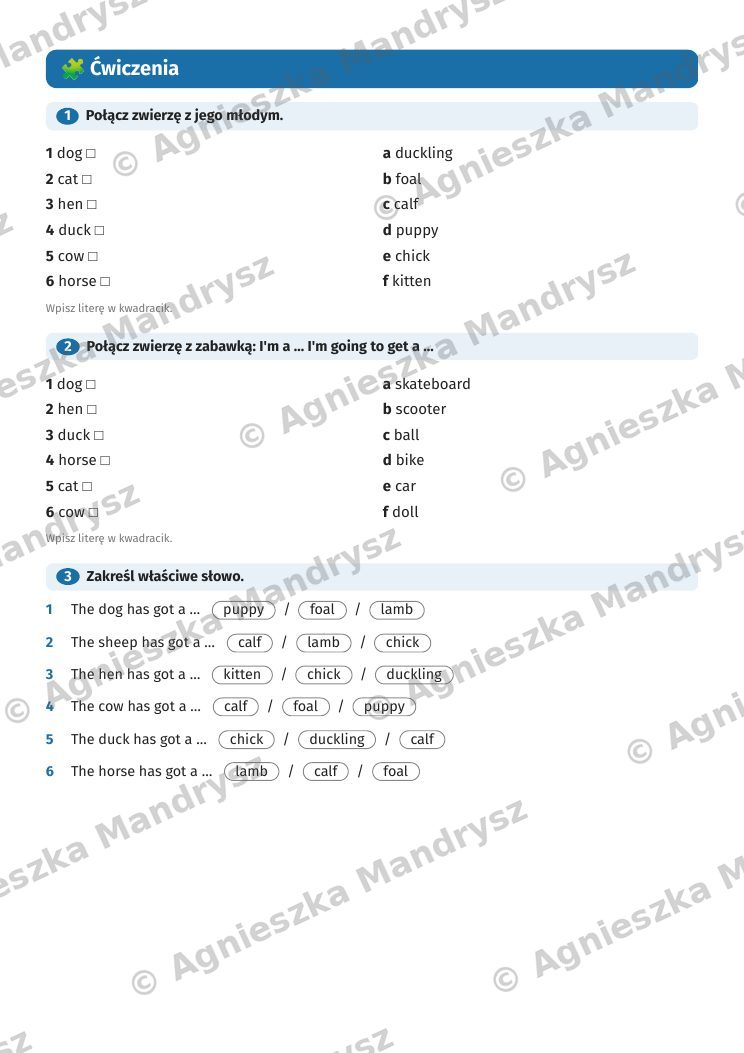 Ćwiczenia
1 Połącz zwierzę z jego młodym.
1 dog □
2 cat □
3 hen □
4 duck □
5 cow □
6 horse □
a duckling
b foal
c calf
d puppy
e chick
f kitten
Wpisz literę w kwadracik.
2 Połącz zwierzę z zabawką: I'm a ... I'm going to get a ...
1 dog □
2 hen □
3 duck □
4 horse □
5 cat □
6 cow □
a skateboard
b scooter
c ball
d bike
e car
f doll
Wpisz literę w kwadracik.
3 Zakreśl właściwe słowo.
1 The dog has got a ... puppy / foal / lamb
2 The sheep has got a ... calf / lamb / chick
3 The hen has got a ... kitten / chick / duckling
4 The cow has got a ... calf / foal / puppy
5 The duck has got a ... chick / duckling / calf
6 The horse has got a ... lamb / calf / foal
© Agnieszka Mandrysz